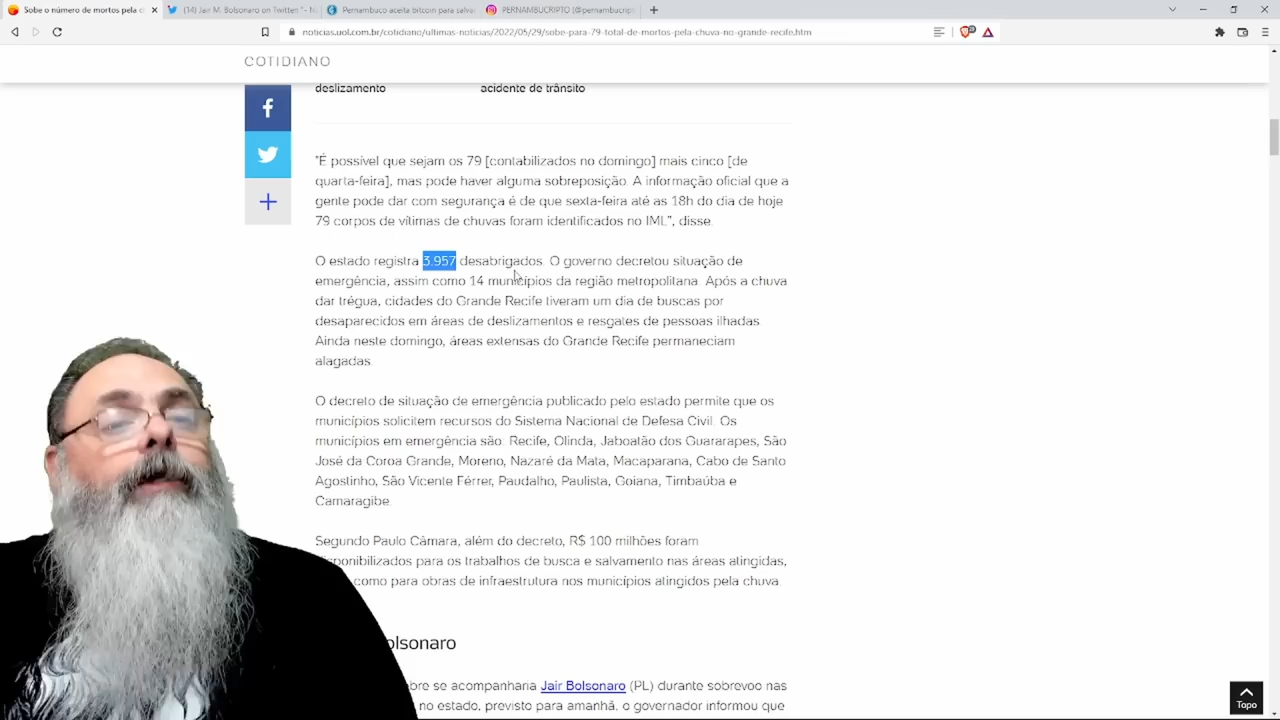 Sobe o número de mortos pela c
(14) Jair M. Bolsonaro on Twitter: "- N
Pernambuco aceita bitcoin para salva
PERNAMBUCRIPTO (@pernambucrip
noticias.uol.com.br/cotidiano/ultimas-noticias/2022/05/29/sobe-para-79-total-de-mortos-pela-chuva-no-grande-recife.htm
COTIDIANO
deslizamento
acidente de trânsito
"É possível que sejam os 79 [contabilizados no domingo] mais cinco [de
quarta-feira], mas pode haver alguma sobreposição. A informação oficial que a
gente pode dar com segurança é de que sexta-feira até as 18h do dia de hoje
79 corpos de vítimas de chuvas foram identificados no IML", disse.
O estado registra 3.957 desabrigados. O governo decretou situação de
emergência, assim como 14 municípios da região metropolitana. Após a chuva
dar trégua, cidades do Grande Recife tiveram um dia de buscas por
desaparecidos em áreas de deslizamentos e resgates de pessoas ilhadas.
Ainda neste domingo, áreas extensas do Grande Recife permaneciam
alagadas.
O decreto de situação de emergência publicado pelo estado permite que os
municípios solicitem recursos do Sistema Nacional de Defesa Civil. Os
municípios em emergência são: Recife, Olinda, Jaboatão dos Guararapes, São
José da Coroa Grande, Moreno, Nazaré da Mata, Macaparana, Cabo de Santo
Agostinho, São Vicente Férrer, Paudalho, Paulista, Goiana, Timbaúba e
Camaragibe.
Segundo Paulo Câmara, além do decreto, R$ 100 milhões foram
isponibilizados para os trabalhos de busca e salvamento nas áreas atingidas,
como para obras de infraestrutura nos municípios atingidos pela chuva.
olsonaro
bre se acompanharia Jair Bolsonaro (PL) durante sobrevoo nas
no estado, previsto para amanhã, o governador informou que
Topo